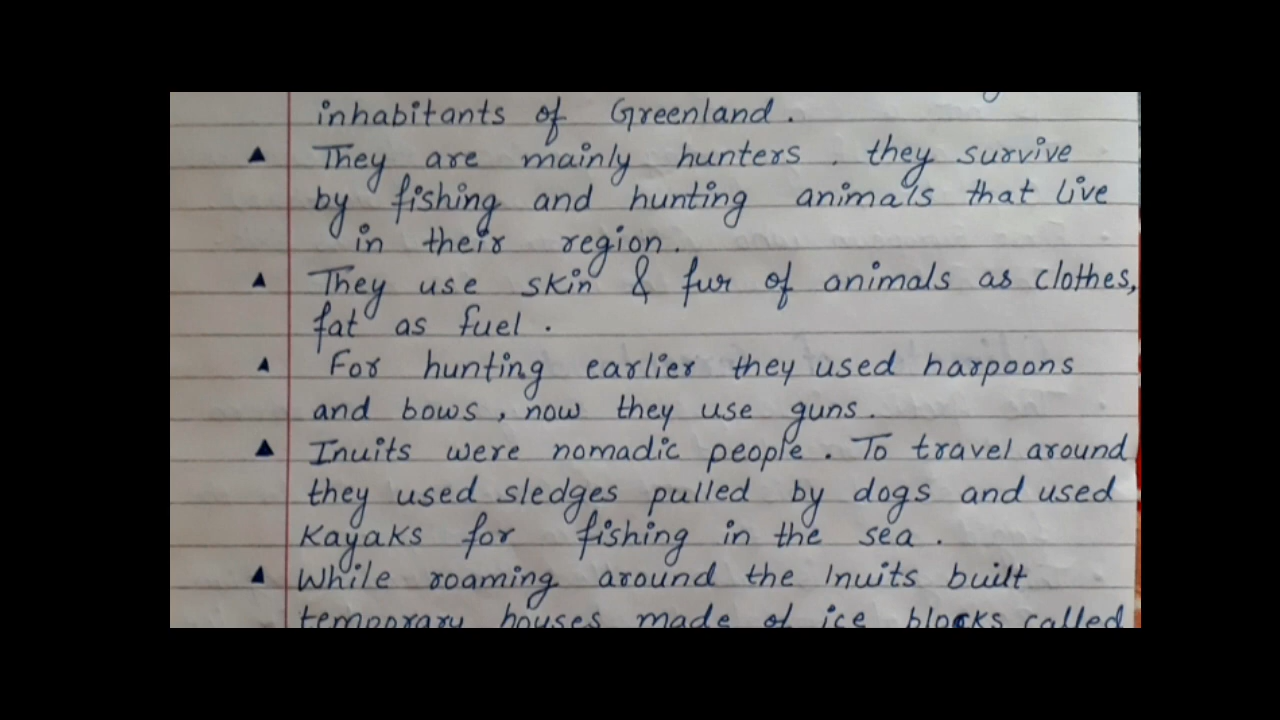 inhabitants of Greenland.
▲ They are mainly hunters. they survive
by fishing and hunting animals that live
in their region.
▲ They use skin & fur of animals as clothes,
fat as fuel.
▲ For hunting earlier they used harpoons
and bows, now they use guns.
▲ Inuits were nomadic people. To travel around
they used sledges pulled by dogs and used
Kayaks for fishing in the sea.
▲ While roaming around the Inuits built
temporary houses made of ice blocks called